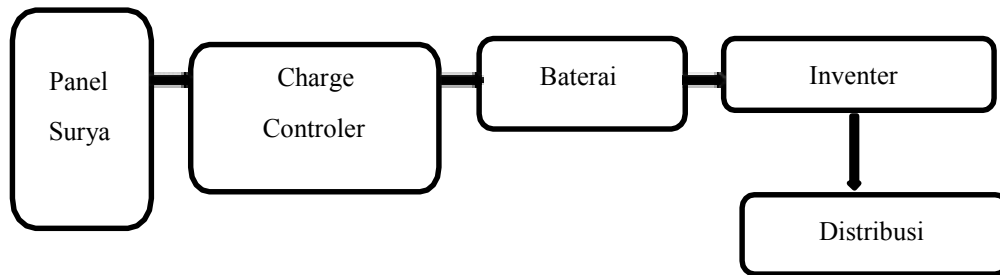 Panel
Surya
Charge
Controler
Baterai
Inventer
Distribusi